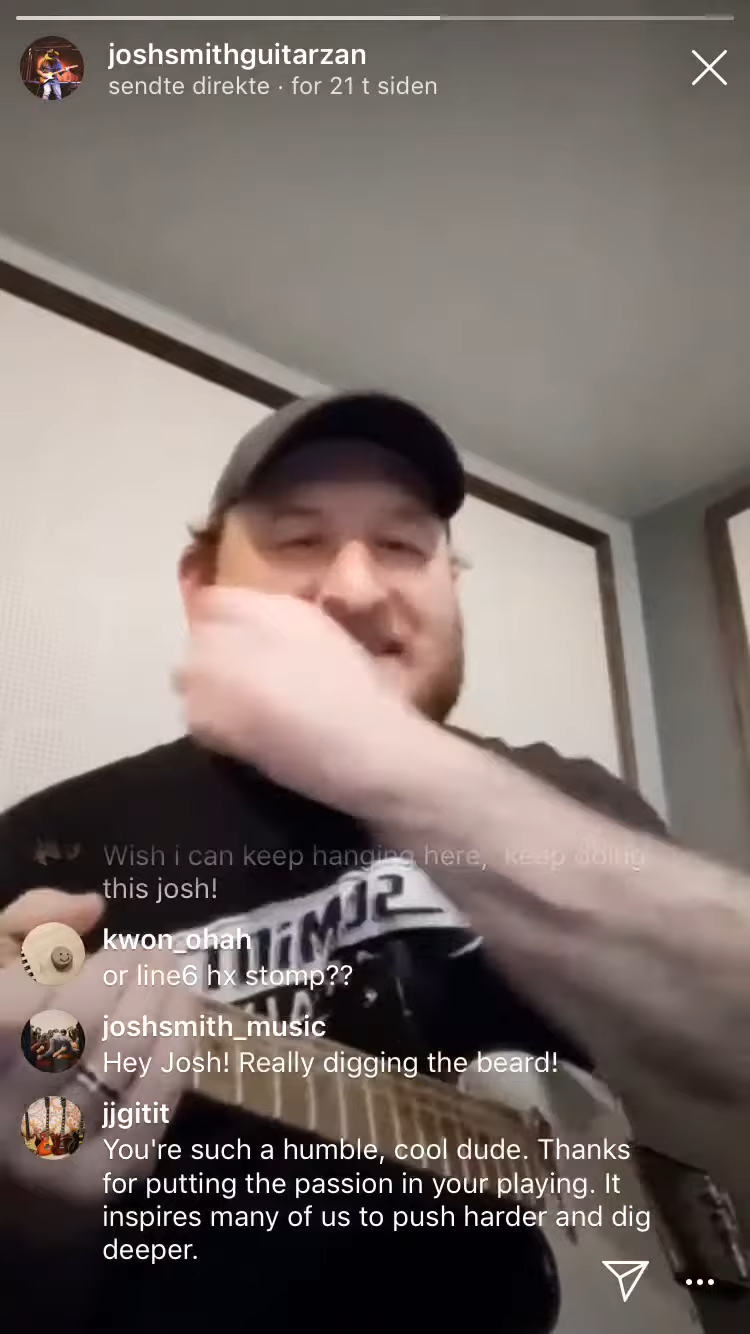 joshsmithguitarzan
sendte direkte · for 21 t siden
Wish i can keep hanging here, keep doing
this josh!
kwon_ohah
or line6 hx stomp??
joshsmith_music
Hey Josh! Really digging the beard!
jjgitit
You're such a humble, cool dude. Thanks
for putting the passion in your playing. It
inspires many of us to push harder and dig
deeper.